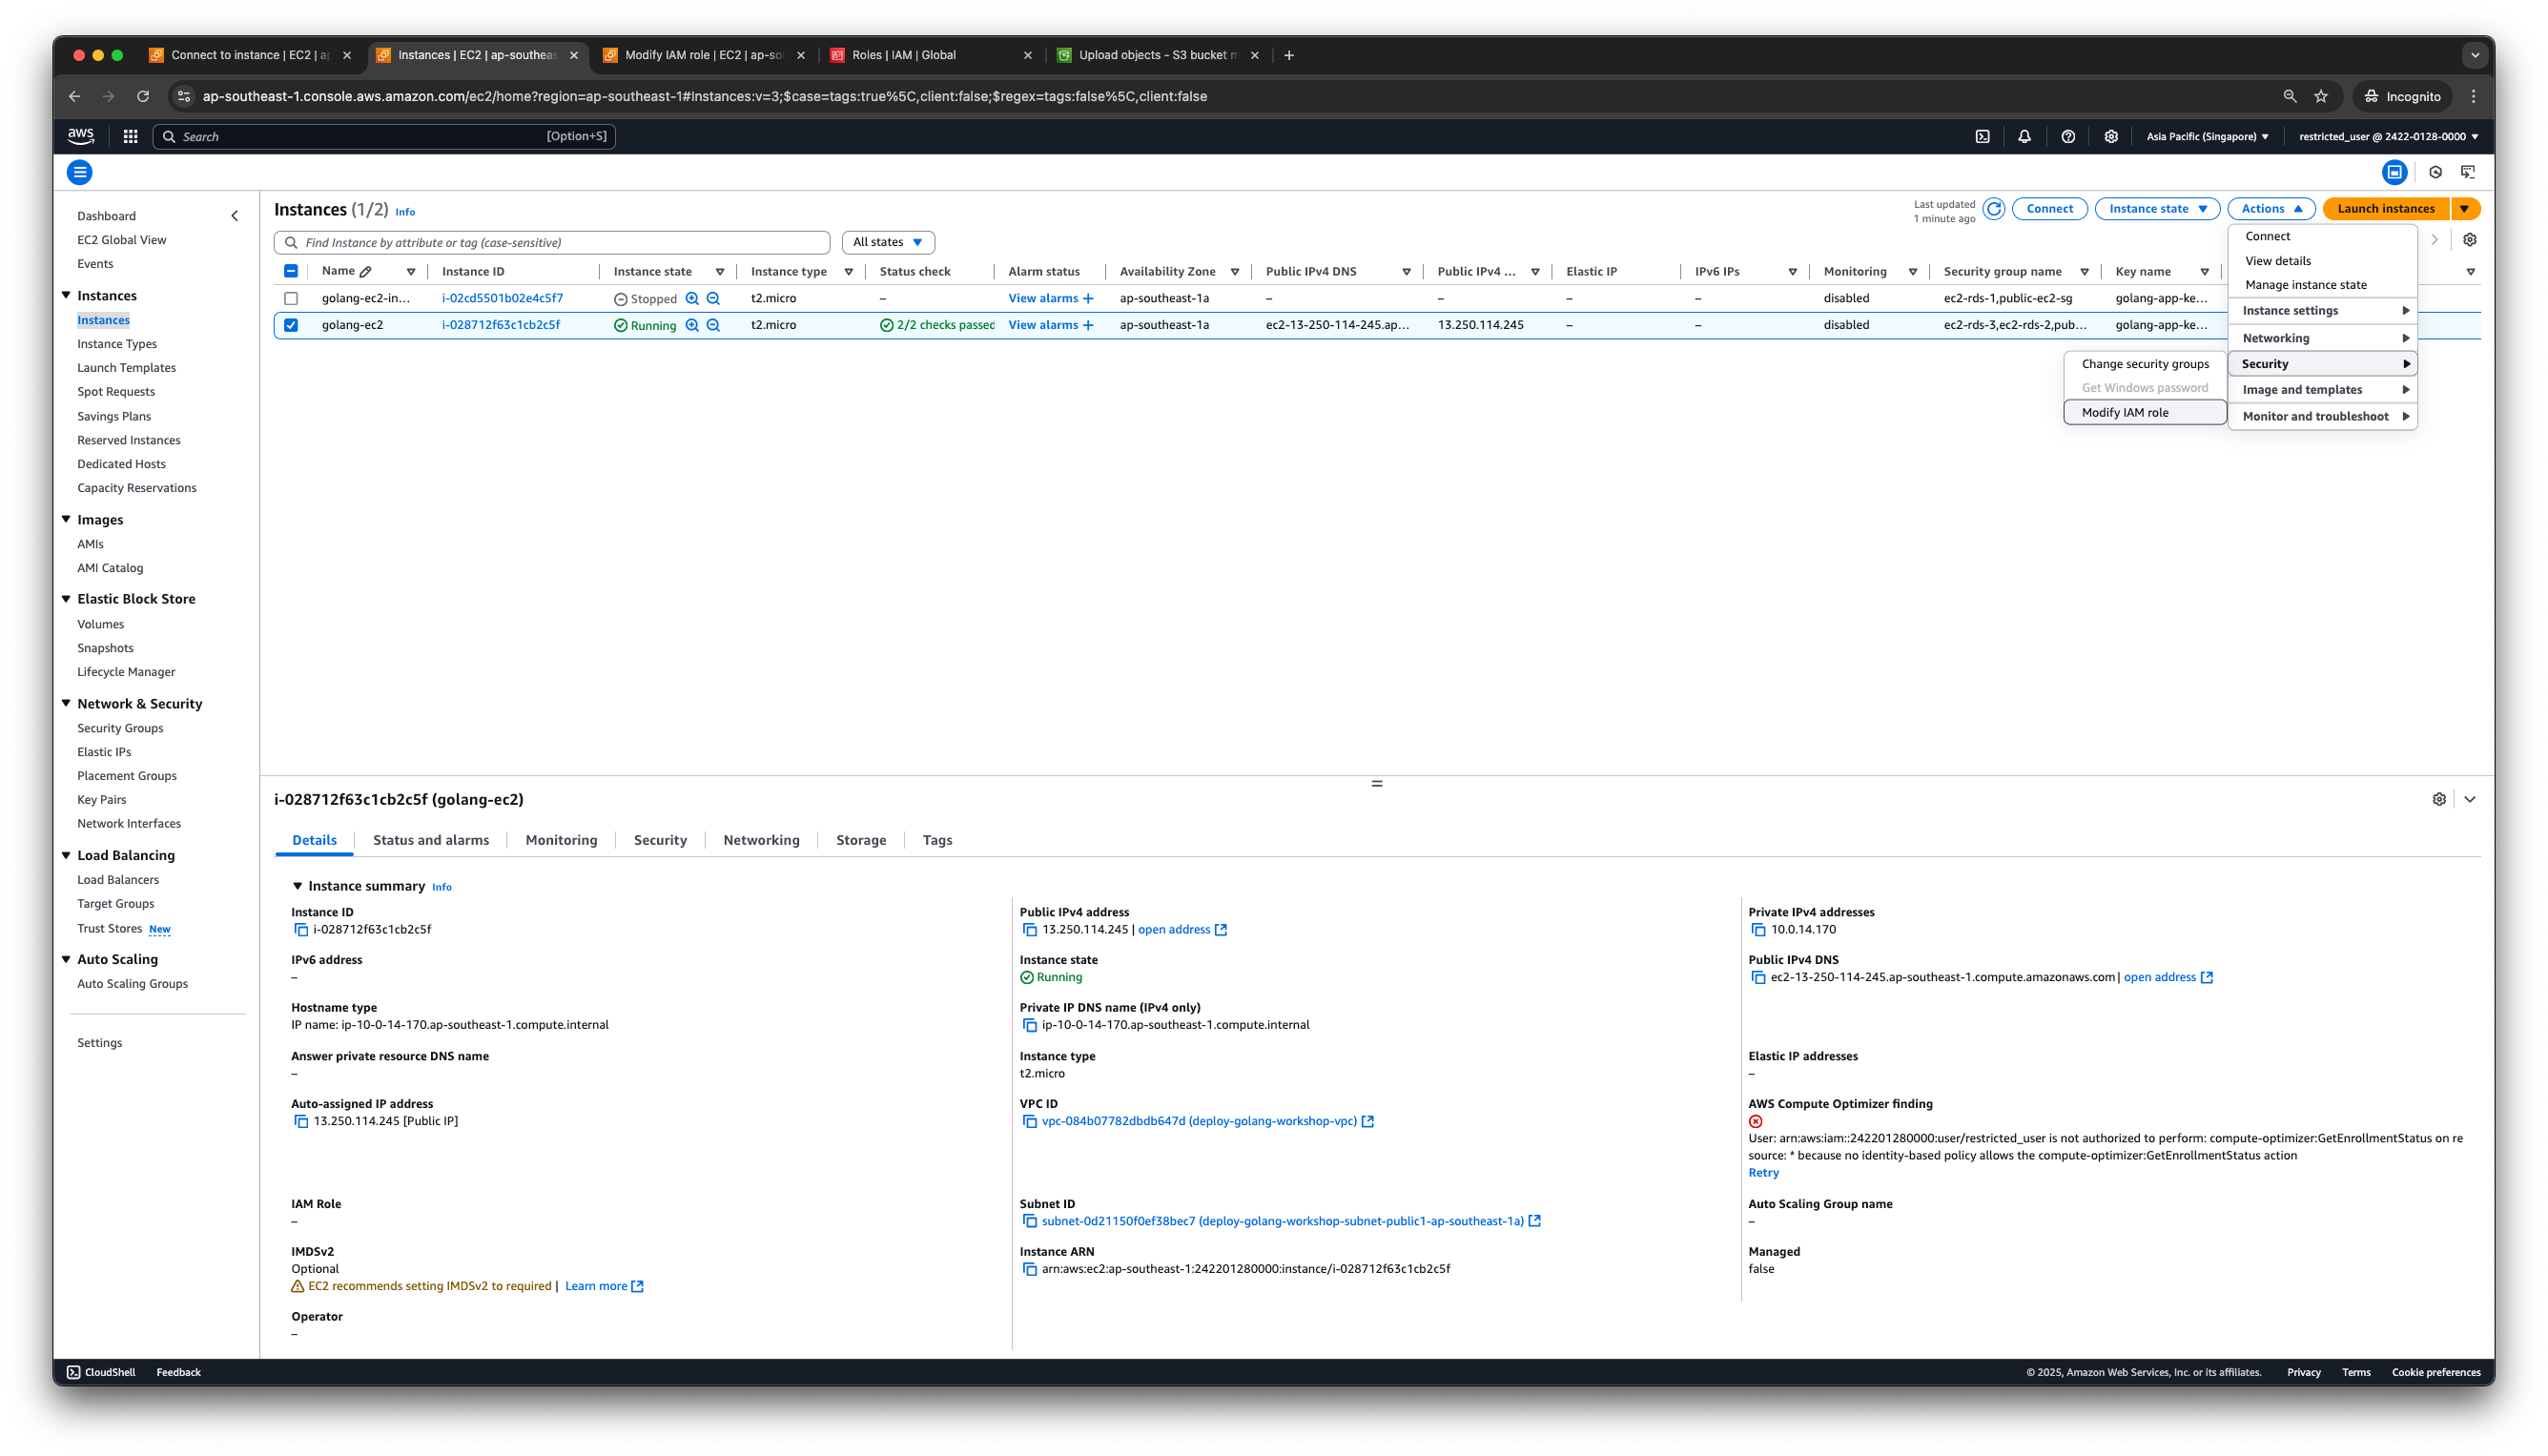 Connect to instance | EC2 | ap
Instances | EC2 | ap-southeas
Modify IAM role | EC2 | ap-so
Roles | IAM | Global
Upload objects - S3 bucket m
ap-southeast-1.console.aws.amazon.com/ec2/home?region=ap-southeast-1#Instances:v=3;$case=tags:true%5C,client:false;$regex=tags:false%5C,client:false
Incognito
aws
Search
[Option+S]
Asia Pacific (Singapore)
restricted_user @ 2422-0128-0000
Dashboard
EC2 Global View
Events
Instances
Instances
Instance Types
Launch Templates
Spot Requests
Savings Plans
Reserved Instances
Dedicated Hosts
Capacity Reservations
Images
AMIs
AMI Catalog
Elastic Block Store
Volumes
Snapshots
Lifecycle Manager
Network & Security
Security Groups
Elastic IPs
Placement Groups
Key Pairs
Network Interfaces
Load Balancing
Load Balancers
Target Groups
Trust Stores New
Auto Scaling
Auto Scaling Groups
Settings
Instances (1/2) Info
Last updated
1 minute ago
Connect
Instance state
Actions
Launch instances
Find Instance by attribute or tag (case-sensitive)
All states
Name Instance ID Instance state Instance type Status check Alarm status Availability Zone Public IPv4 DNS Public IPv4 ... Elastic IP IPv6 IPs Monitoring Security group name Key name
golang-ec2-in... i-02cd5501b02e4c5f7 Stopped t2.micro – View alarms + ap-southeast-1a – – – – disabled ec2-rds-1,public-ec2-sg golang-app-ke...
golang-ec2 i-028712f63c1cb2c5f Running t2.micro 2/2 checks passed View alarms + ap-southeast-1a ec2-13-250-114-245.ap... 13.250.114.245 – – disabled ec2-rds-3,ec2-rds-2,pub... golang-app-ke...
Connect
View details
Manage instance state
Instance settings
Networking
Security
Image and templates
Monitor and troubleshoot
Change security groups
Get Windows password
Modify IAM role
i-028712f63c1cb2c5f (golang-ec2)
Details
Status and alarms
Monitoring
Security
Networking
Storage
Tags
Instance summary Info
Instance ID
i-028712f63c1cb2c5f
Public IPv4 address
13.250.114.245 | open address
Private IPv4 addresses
10.0.14.170
IPv6 address
–
Instance state
Running
Public IPv4 DNS
ec2-13-250-114-245.ap-southeast-1.compute.amazonaws.com | open address
Hostname type
IP name: ip-10-0-14-170.ap-southeast-1.compute.internal
Private IP DNS name (IPv4 only)
ip-10-0-14-170.ap-southeast-1.compute.internal
Answer private resource DNS name
–
Instance type
t2.micro
Elastic IP addresses
–
Auto-assigned IP address
13.250.114.245 [Public IP]
VPC ID
vpc-084b07782dbdb647d (deploy-golang-workshop-vpc)
AWS Compute Optimizer finding
User: arn:aws:iam::242201280000:user/restricted_user is not authorized to perform: compute-optimizer:GetEnrollmentStatus on re
source: * because no identity-based policy allows the compute-optimizer:GetEnrollmentStatus action
Retry
IAM Role
–
Subnet ID
subnet-0d21150f0ef38bec7 (deploy-golang-workshop-subnet-public1-ap-southeast-1a)
Auto Scaling Group name
–
IMDSv2
Optional
EC2 recommends setting IMDSv2 to required | Learn more
Instance ARN
arn:aws:ec2:ap-southeast-1:242201280000:instance/i-028712f63c1cb2c5f
Managed
false
Operator
–
CloudShell
Feedback
© 2025, Amazon Web Services, Inc. or its affiliates.
Privacy
Terms
Cookie preferences